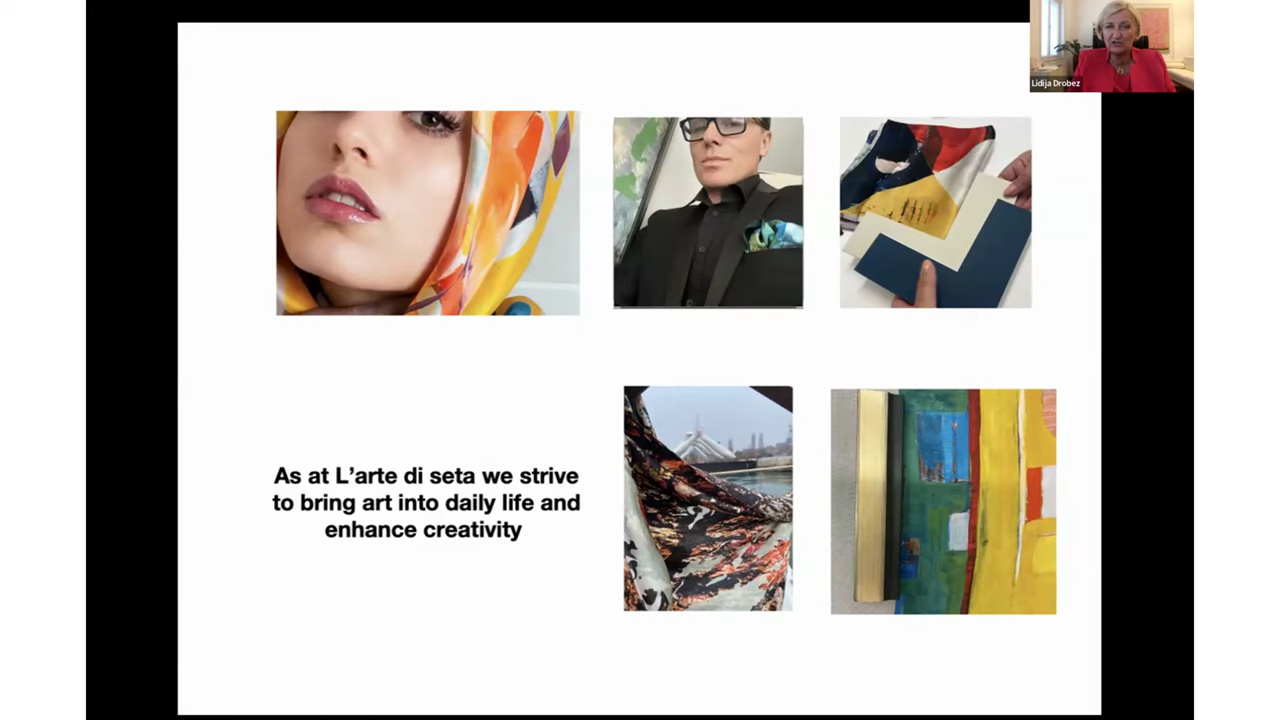 Lidija Drobez
As at L'arte di seta we strive
to bring art into daily life and
enhance creativity